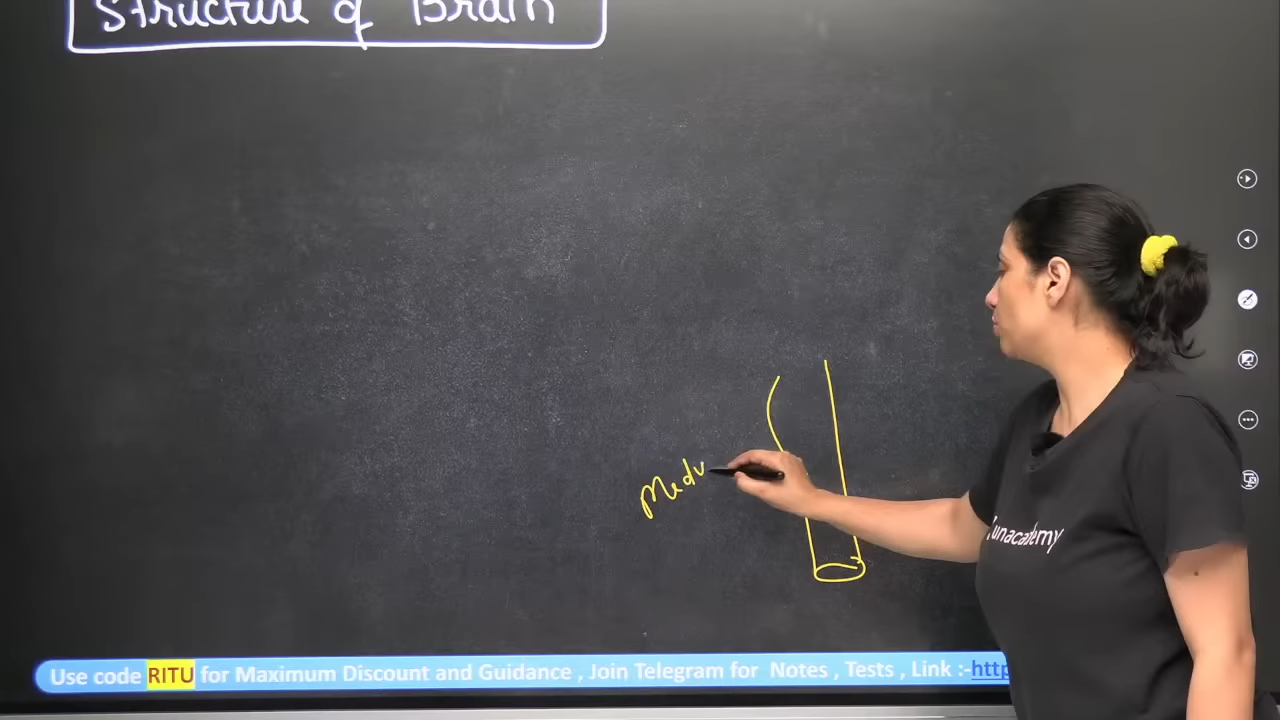 Structure of Brain
Medu
unacademy
Use code RITU for Maximum Discount and Guidance , Join Telegram for Notes , Tests , Link :-http